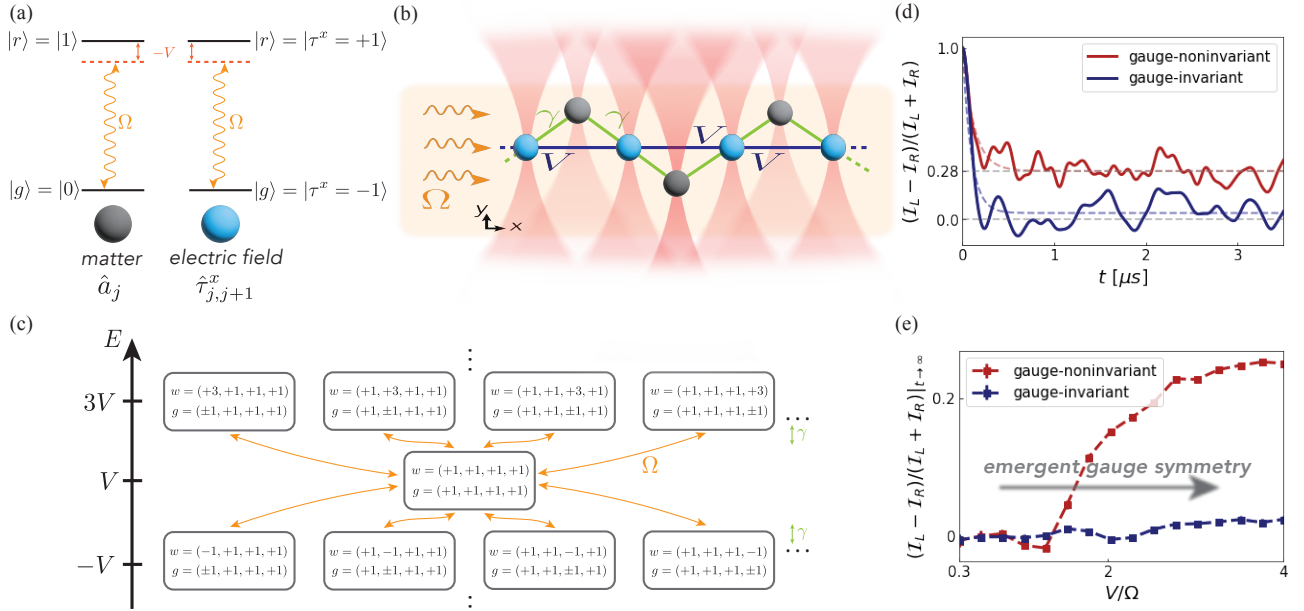 (a)
|r⟩ = |1⟩
|r⟩ = |τˣ = +1⟩
−V
Ω
Ω
|g⟩ = |0⟩
|g⟩ = |τˣ = −1⟩
matter
electric field
â_j
τ̂ˣ_{j,j+1}
(b)
γ
γ
V
V
V
Ω
y
x
(c)
E
3V
V
−V
⋮
w = (+3, +1, +1, +1)
g = (±1, +1, +1, +1)
w = (+1, +3, +1, +1)
g = (+1, ±1, +1, +1)
w = (+1, +1, +3, +1)
g = (+1, +1, ±1, +1)
w = (+1, +1, +1, +3)
g = (+1, +1, +1, ±1)
⋯
γ
Ω
w = (+1, +1, +1, +1)
g = (+1, +1, +1, +1)
γ
⋯
w = (−1, +1, +1, +1)
g = (±1, +1, +1, +1)
w = (+1, −1, +1, +1)
g = (+1, ±1, +1, +1)
w = (+1, +1, −1, +1)
g = (+1, +1, ±1, +1)
w = (+1, +1, +1, −1)
g = (+1, +1, +1, ±1)
⋮
(d)
(I_L − I_R)/(I_L + I_R)
1.0
0.28
0.0
gauge-noninvariant
gauge-invariant
0 1 2 3
t [μs]
(e)
(I_L − I_R)/(I_L + I_R)|_{t→∞}
0.2
0
gauge-noninvariant
gauge-invariant
emergent gauge symmetry
0.3 2 4
V/Ω